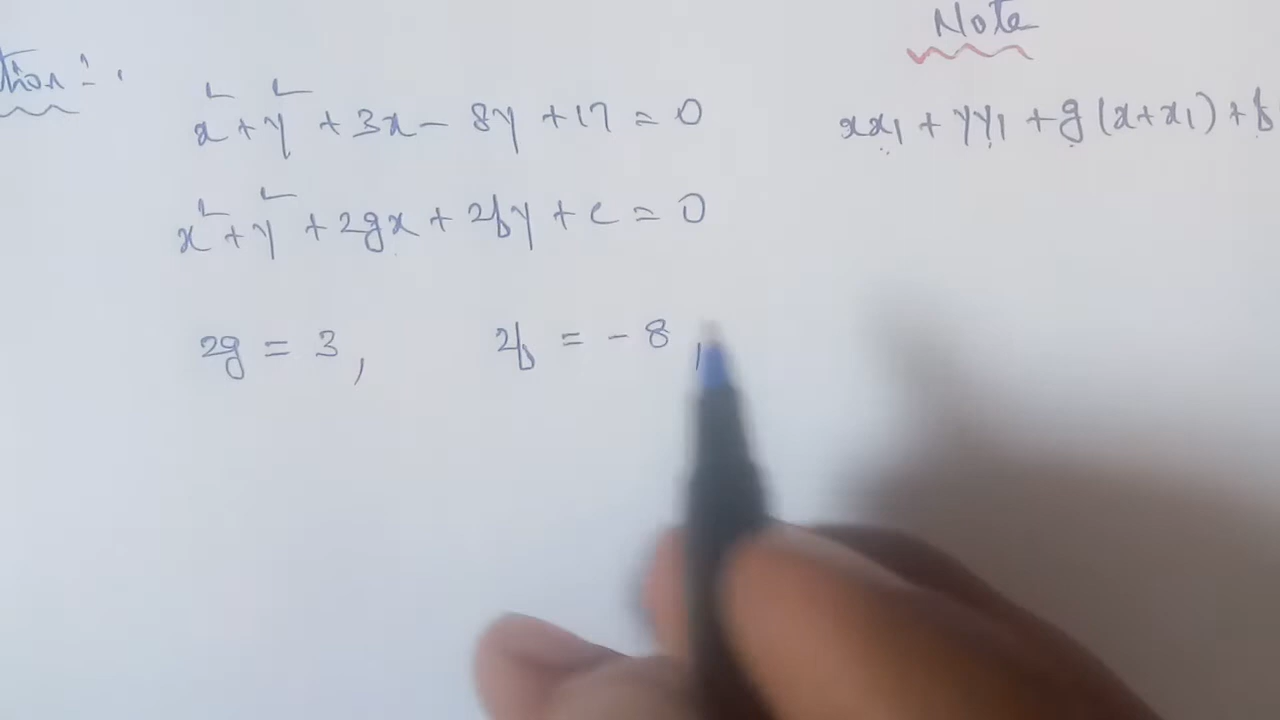 Note
tion :-
x² + y² + 3x - 8y + 17 = 0
xx₁ + yy₁ + g(x+x₁) + f
x² + y² + 2gx + 2fy + c = 0
2g = 3, 2f = -8,